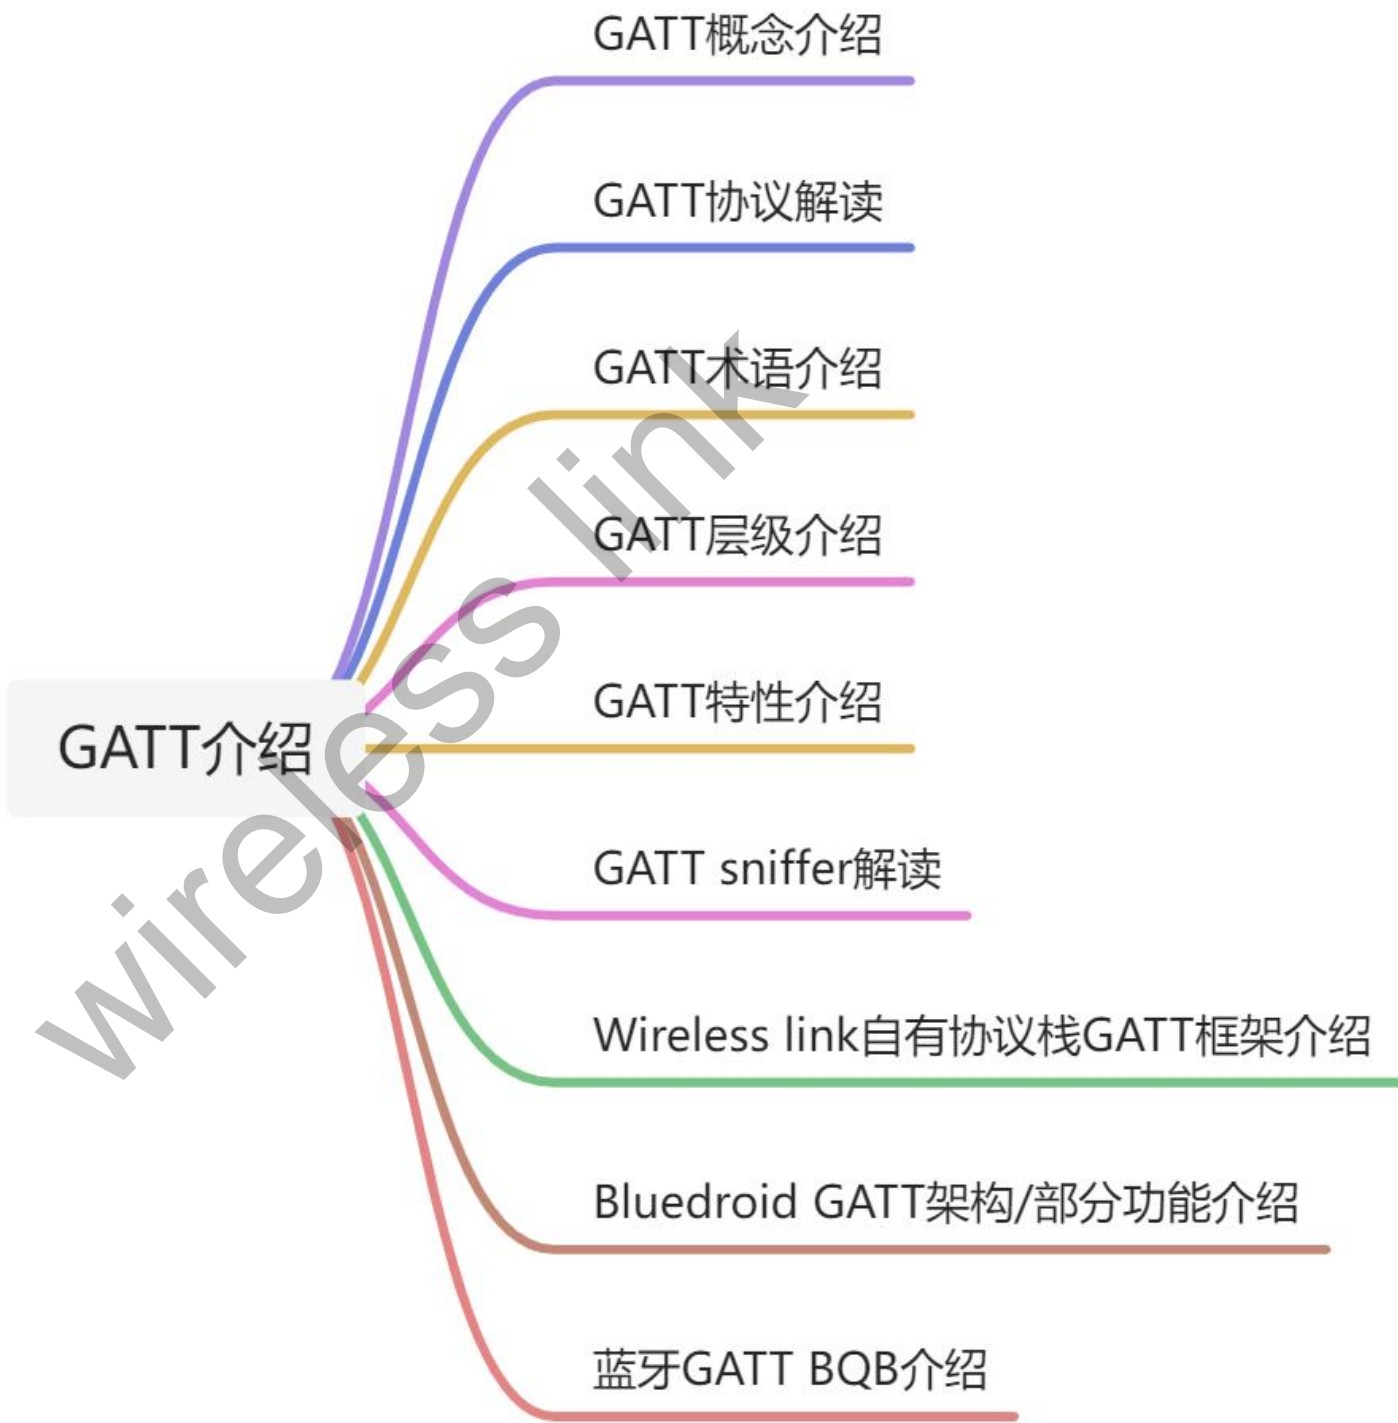 GATT概念介绍
GATT协议解读
GATT术语介绍
GATT层级介绍
GATT介绍
GATT特性介绍
GATT sniffer解读
Wireless link自有协议栈GATT框架介绍
Bluedroid GATT架构/部分功能介绍
蓝牙GATT BQB介绍
wireless link